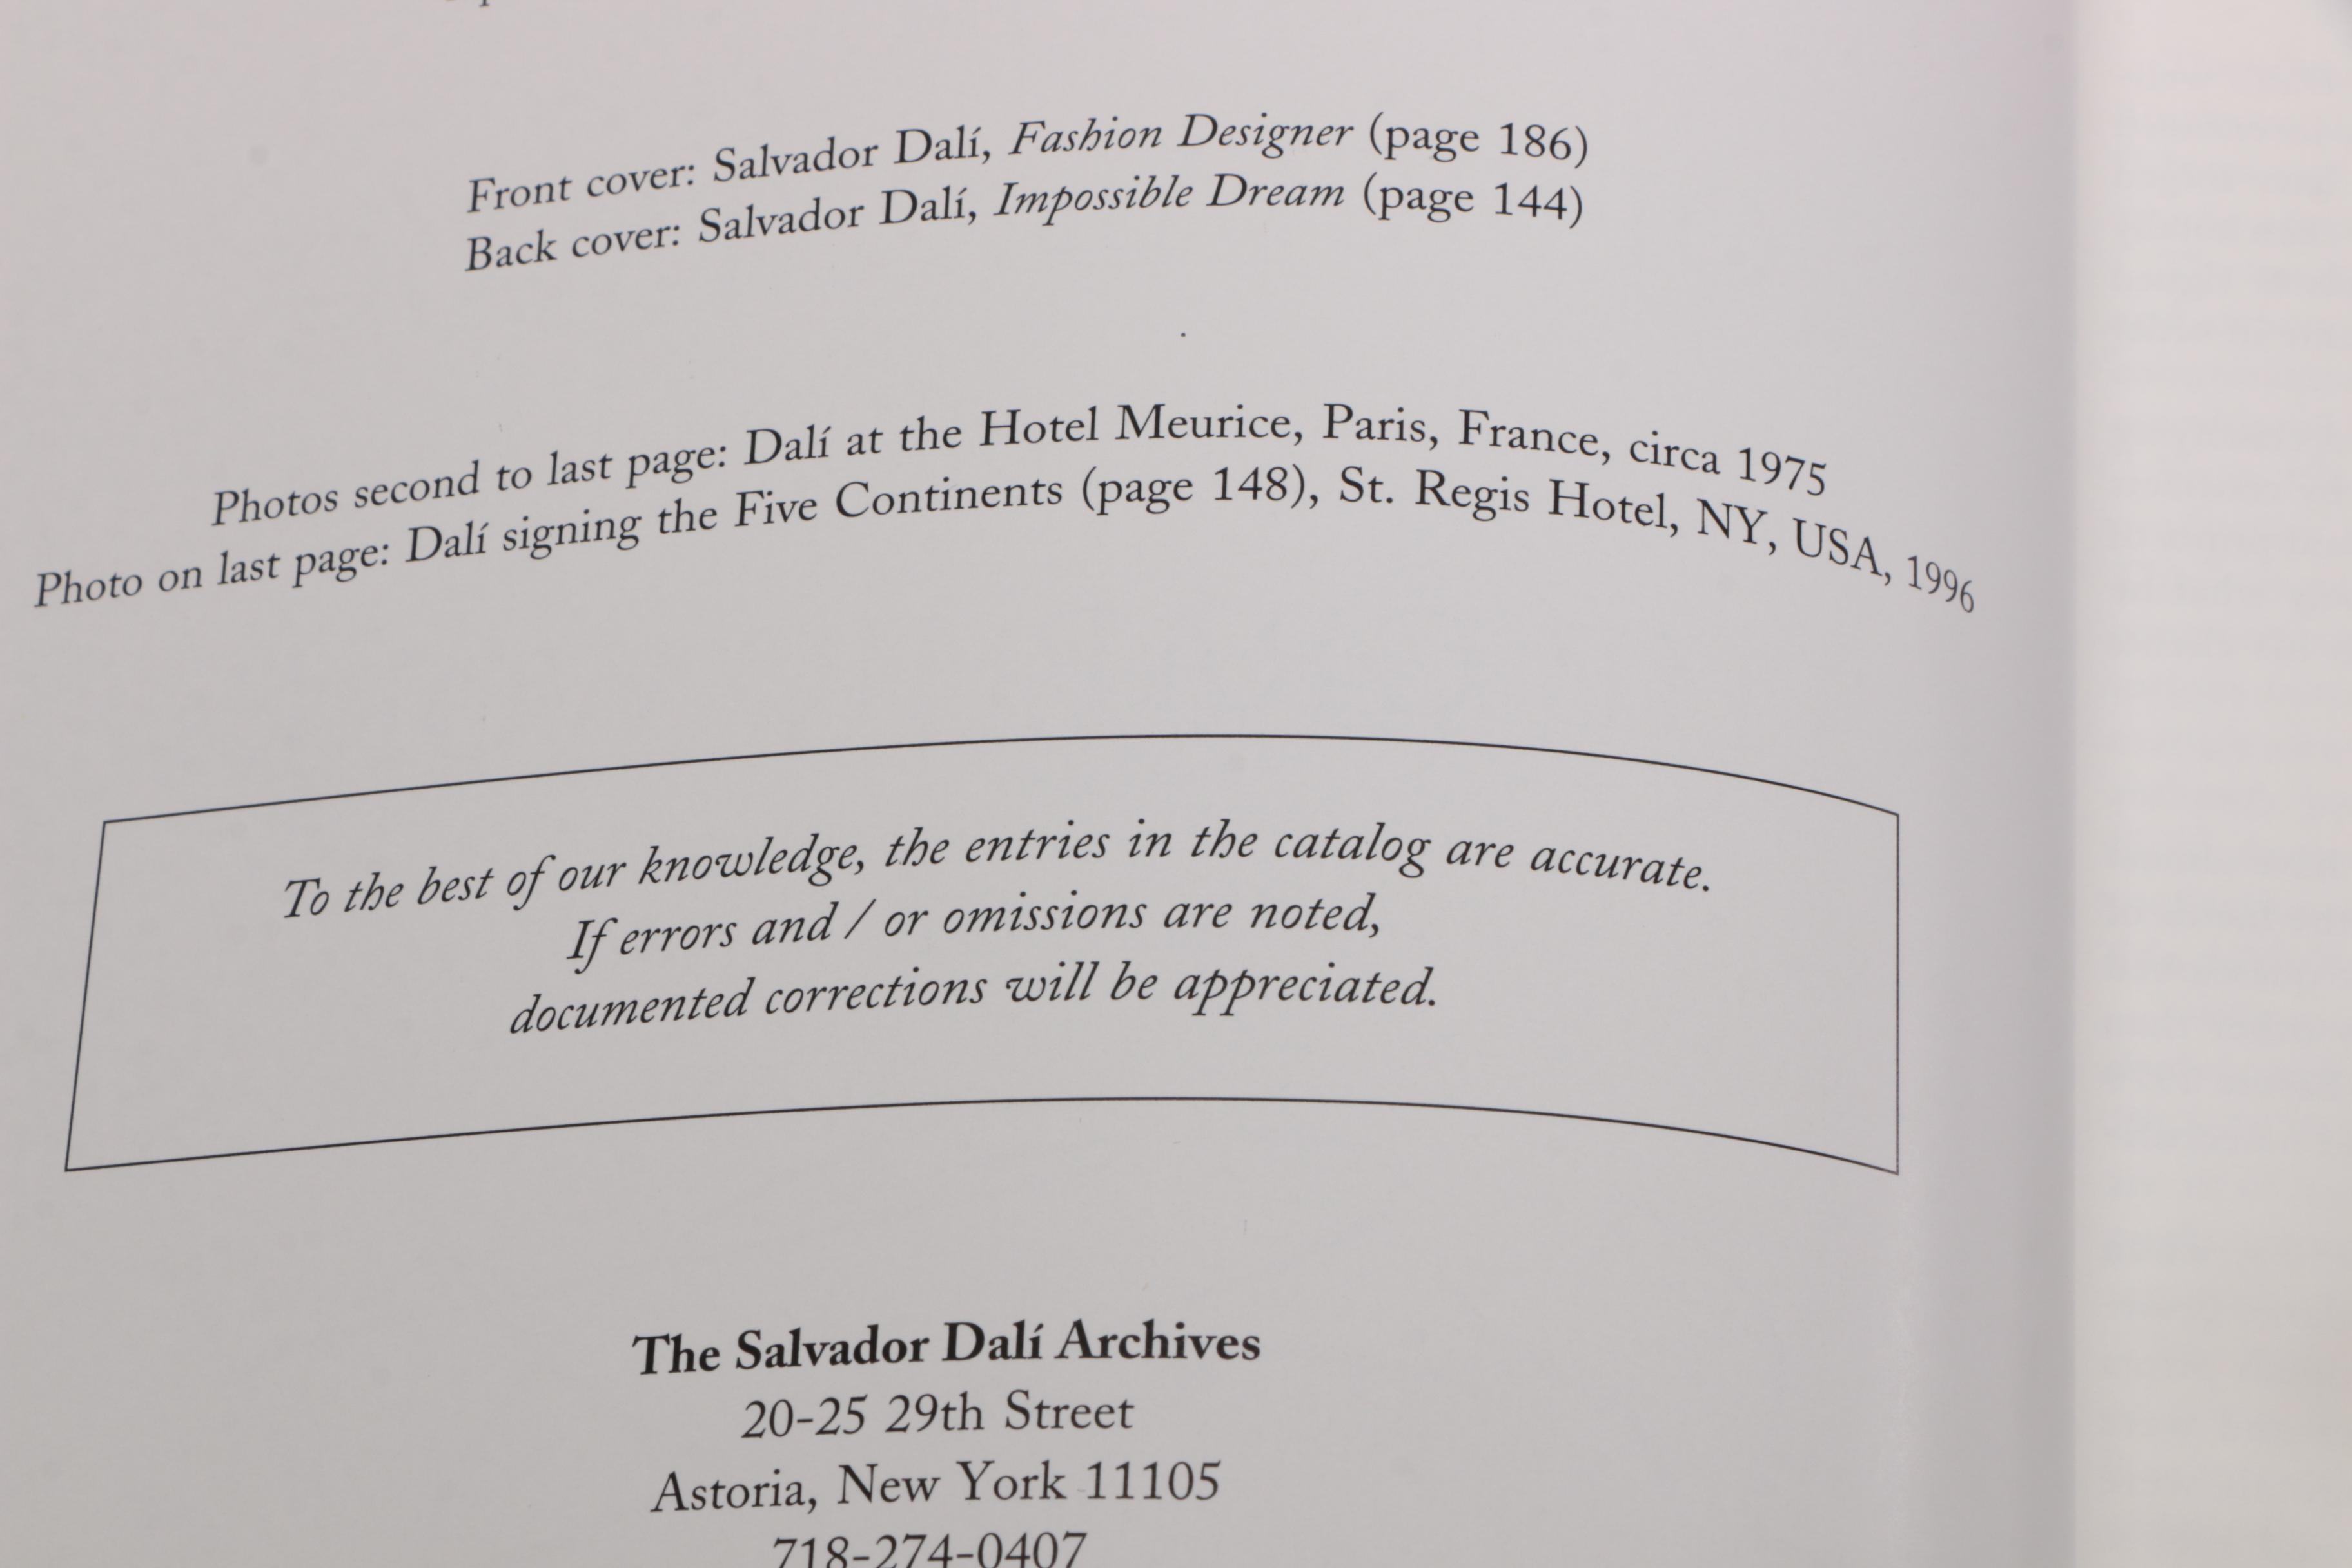 Front cover: Salvador Dalí, Fashion Designer (page 186)
Back cover: Salvador Dalí, Impossible Dream (page 144)
Photos second to last page: Dalí at the Hotel Meurice, Paris, France, circa 1975
Photo on last page: Dalí signing the Five Continents (page 148), St. Regis Hotel, NY, USA, 1996
To the best of our knowledge, the entries in the catalog are accurate.
If errors and / or omissions are noted,
documented corrections will be appreciated.
The Salvador Dalí Archives
20-25 29th Street
Astoria, New York 11105
718-274-0407